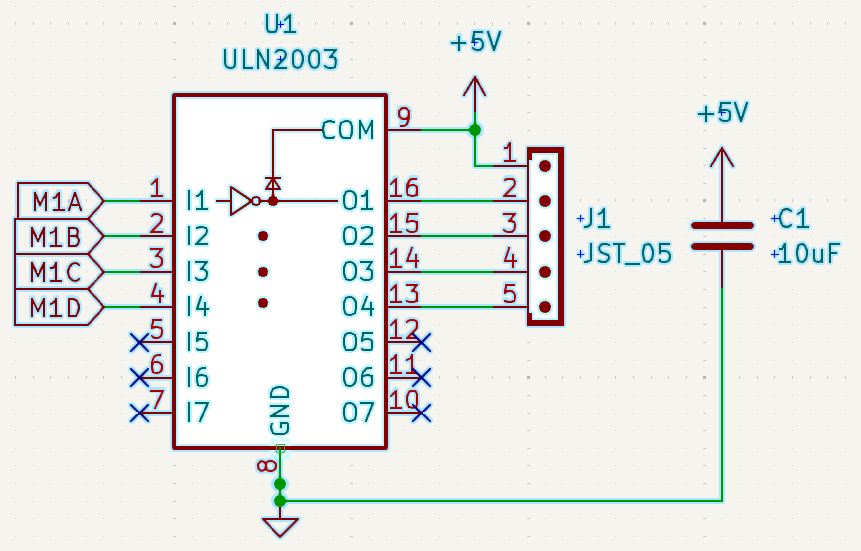 U1
ULN2003
+5V
+5V
COM 9
1
M1A 1 I1 O1 16 2
M1B 2 I2 O2 15 3 J1 C1
M1C 3 I3 O3 14 4 JST_05 10uF
M1D 4 I4 O4 13 5
5 I5 O5 12
6 I6 O6 11
7 I7 O7 10
GND
8